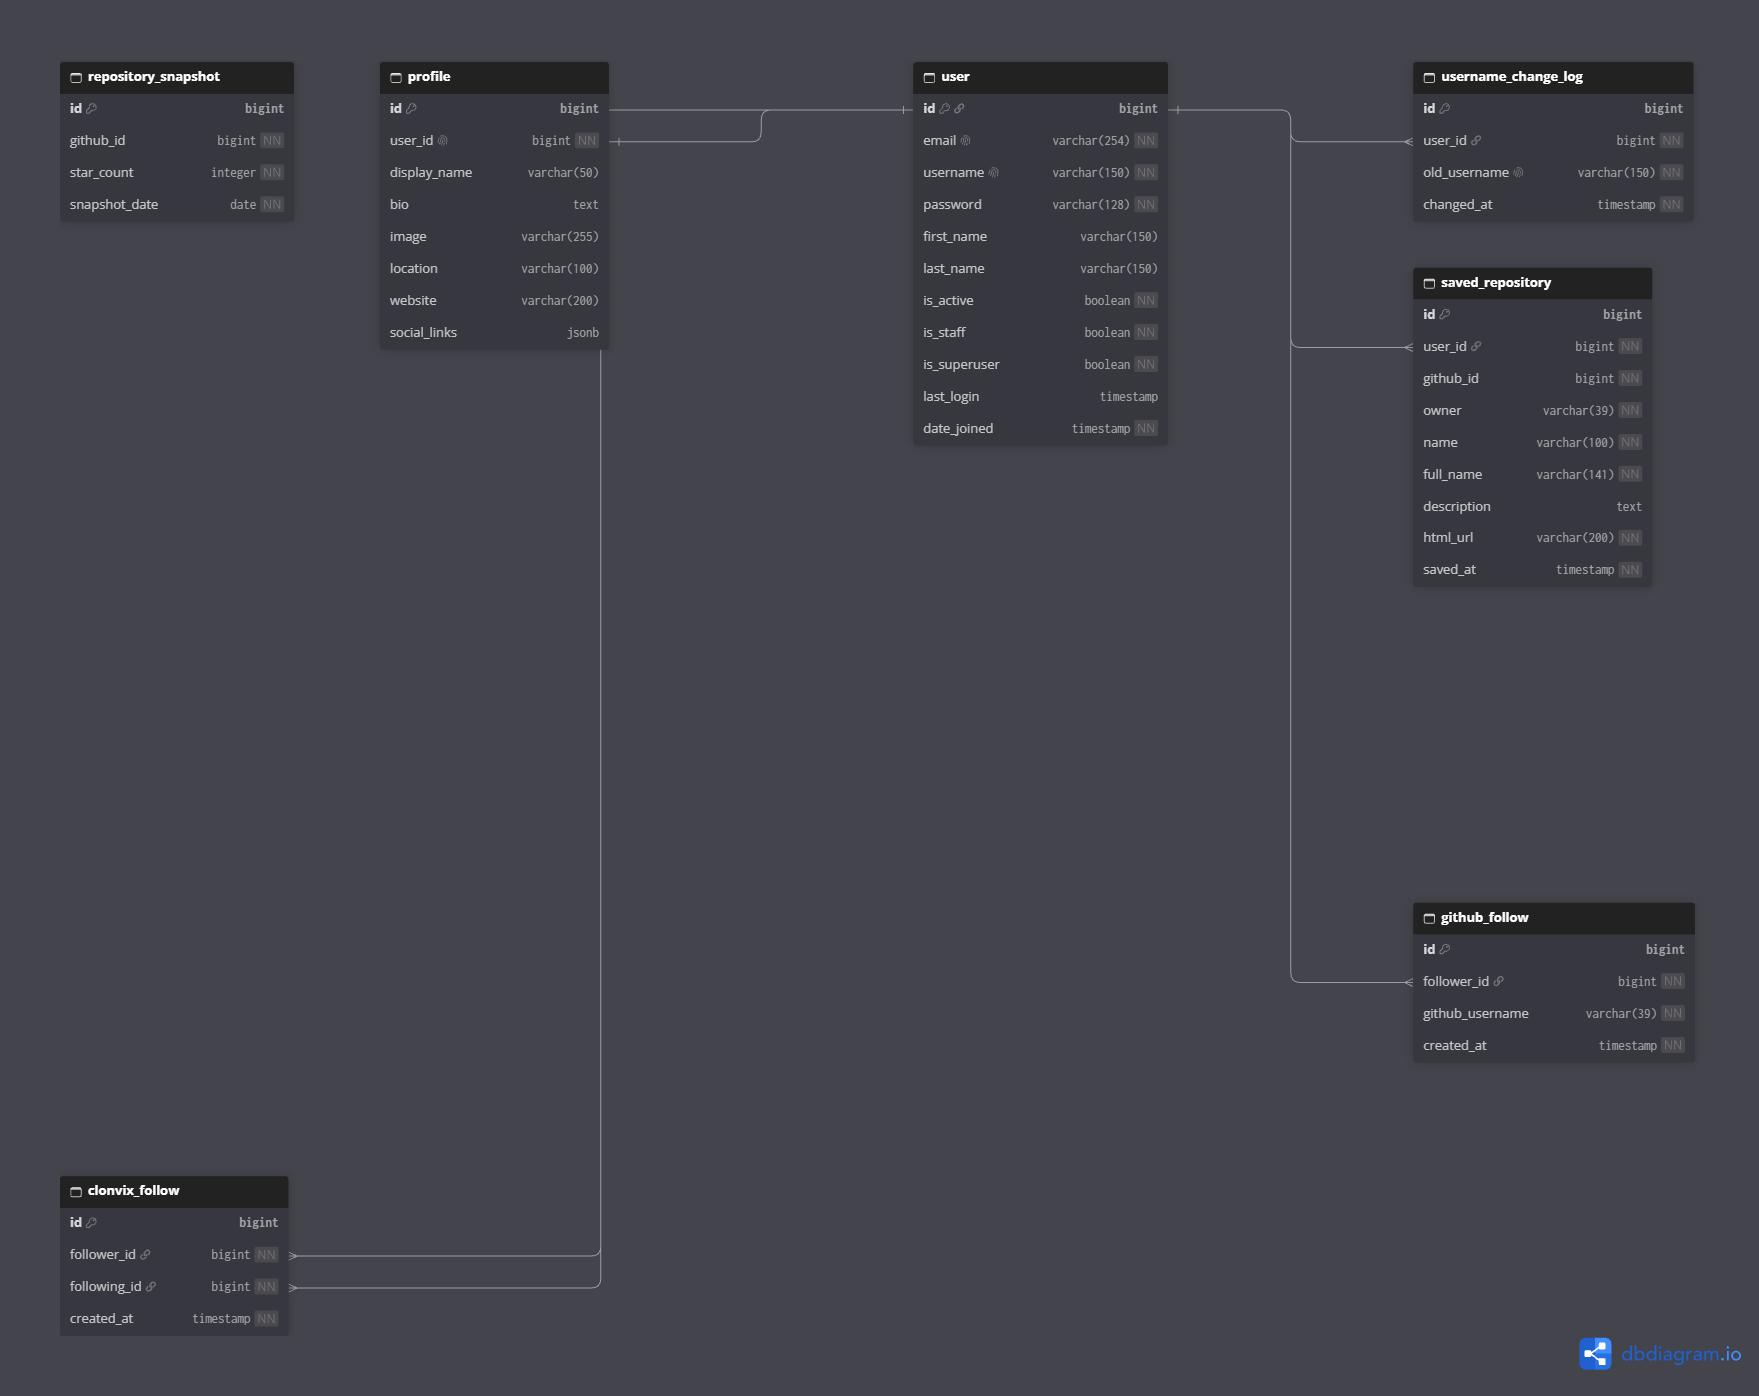 repository_snapshot
id bigint
github_id bigint NN
star_count integer NN
snapshot_date date NN
profile
id bigint
user_id bigint NN
display_name varchar(50)
bio text
image varchar(255)
location varchar(100)
website varchar(200)
social_links jsonb
user
id bigint
email varchar(254) NN
username varchar(150) NN
password varchar(128) NN
first_name varchar(150)
last_name varchar(150)
is_active boolean NN
is_staff boolean NN
is_superuser boolean NN
last_login timestamp
date_joined timestamp NN
username_change_log
id bigint
user_id bigint NN
old_username varchar(150) NN
changed_at timestamp NN
saved_repository
id bigint
user_id bigint NN
github_id bigint NN
owner varchar(39) NN
name varchar(100) NN
full_name varchar(141) NN
description text
html_url varchar(200) NN
saved_at timestamp NN
github_follow
id bigint
follower_id bigint NN
github_username varchar(39) NN
created_at timestamp NN
clonvix_follow
id bigint
follower_id bigint NN
following_id bigint NN
created_at timestamp NN
dbdiagram.io